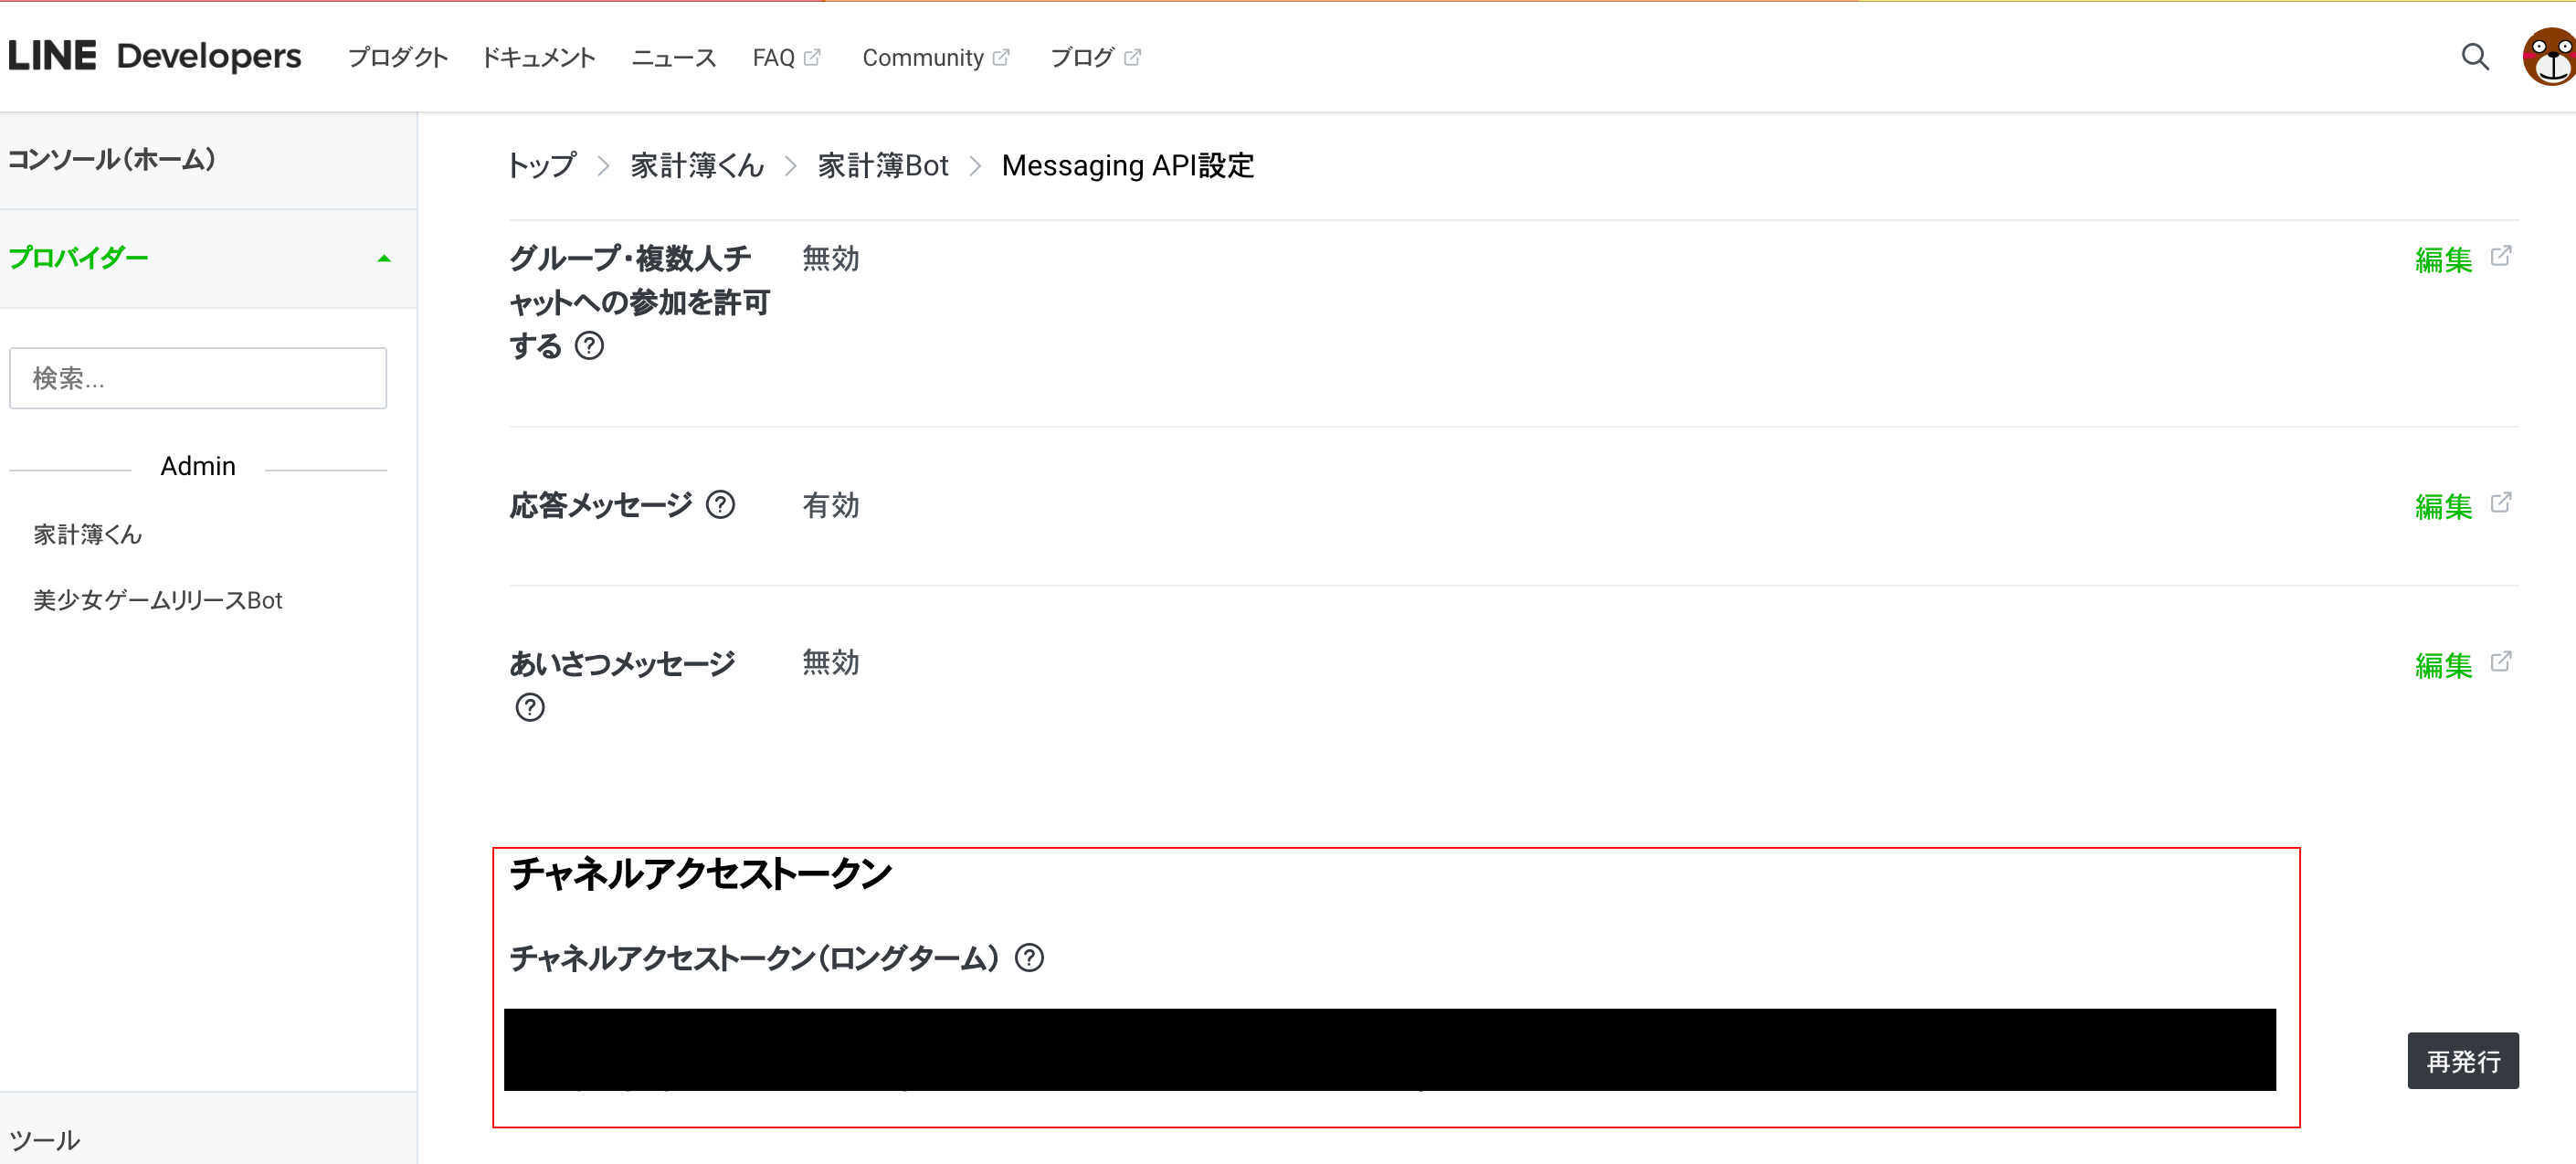 LINE Developers プロダクト ドキュメント ニュース FAQ Community ブログ
コンソール(ホーム)
プロバイダー
検索...
Admin
家計簿くん
美少女ゲームリリースBot
ツール
トップ > 家計簿くん > 家計簿Bot > Messaging API設定
グループ・複数人チ
ャットへの参加を許可
する ?
無効
編集
応答メッセージ ?
有効
編集
あいさつメッセージ
?
無効
編集
チャネルアクセストークン
チャネルアクセストークン(ロングターム) ?
再発行